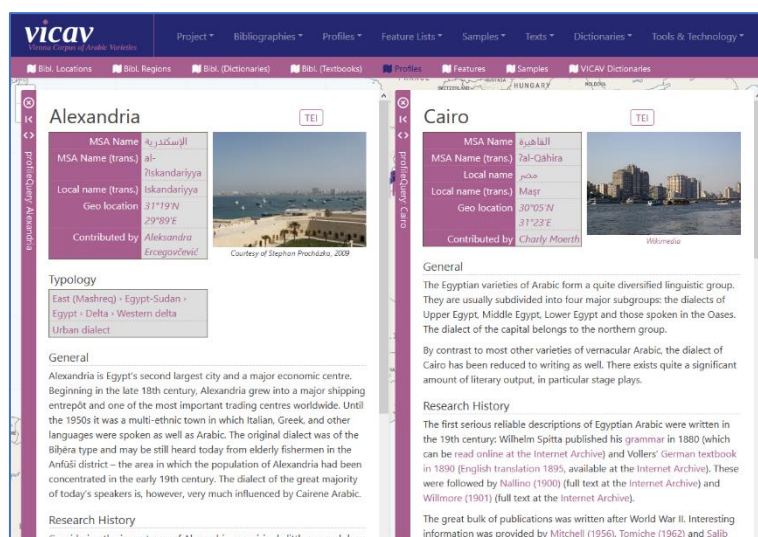 vicav
Vienna Corpus of Arabic Varieties
Project Bibliographies Profiles Feature Lists Samples Texts Dictionaries Tools & Technology
Bibl. Locations Bibl. Regions Bibl. (Dictionaries) Bibl. (Textbooks) Profiles Features Samples VICAV Dictionaries
SWITZERLAND HUNGARY MOLDOVA
profileQuery: Alexandria
Alexandria TEI
MSA Name الإسكندرية
MSA Name (trans.) al-
ʔIskandariyya
Local name (trans.) Iskandariyya
Geo location 31°19′N
29°89′E
Contributed by Aleksandra
Ercegovčević
Courtesy of Stephan Procházka, 2009
Typology
East (Mashreq) › Egypt-Sudan ›
Egypt › Delta › Western delta
Urban dialect
General
Alexandria is Egypt's second largest city and a major economic centre.
Beginning in the late 18th century, Alexandria grew into a major shipping
entrepôt and one of the most important trading centres worldwide. Until
the 1950s it was a multi-ethnic town in which Italian, Greek, and other
languages were spoken as well as Arabic. The original dialect was of the
Biḥēra type and may be still heard today from elderly fishermen in the
Anfūši district – the area in which the population of Alexandria had been
concentrated in the early 19th century. The dialect of the great majority
of today's speakers is, however, very much influenced by Cairene Arabic.
Research History
profileQuery: Cairo
Cairo TEI
MSA Name القاهرة
MSA Name (trans.) ʔal-Qāhira
Local name مصر
Local name (trans.) Maṣr
Geo location 30°05′N
31°23′E
Contributed by Charly Moerth
Wikimedia
General
The Egyptian varieties of Arabic form a quite diversified linguistic group.
They are usually subdivided into four major subgroups: the dialects of
Upper Egypt, Middle Egypt, Lower Egypt and those spoken in the Oases.
The dialect of the capital belongs to the northern group.
By contrast to most other varieties of vernacular Arabic, the dialect of
Cairo has been reduced to writing as well. There exists quite a significant
amount of literary output, in particular stage plays.
Research History
The first serious reliable descriptions of Egyptian Arabic were written in
the 19th century: Wilhelm Spitta published his grammar in 1880 (which
can be read online at the Internet Archive) and Vollers' German textbook
in 1890 (English translation 1895, available at the Internet Archive). These
were followed by Nallino (1900) (full text at the Internet Archive) and
Willmore (1901) (full text at the Internet Archive).
The great bulk of publications was written after World War II. Interesting
information was provided by Mitchell (1956), Tomiche (1962) and Salib